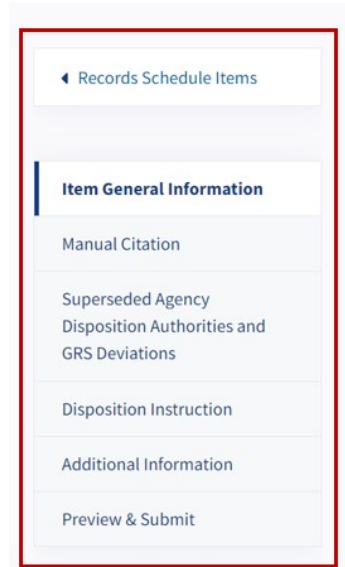 Records Schedule Items
Item General Information
Manual Citation
Superseded Agency
Disposition Authorities and
GRS Deviations
Disposition Instruction
Additional Information
Preview & Submit